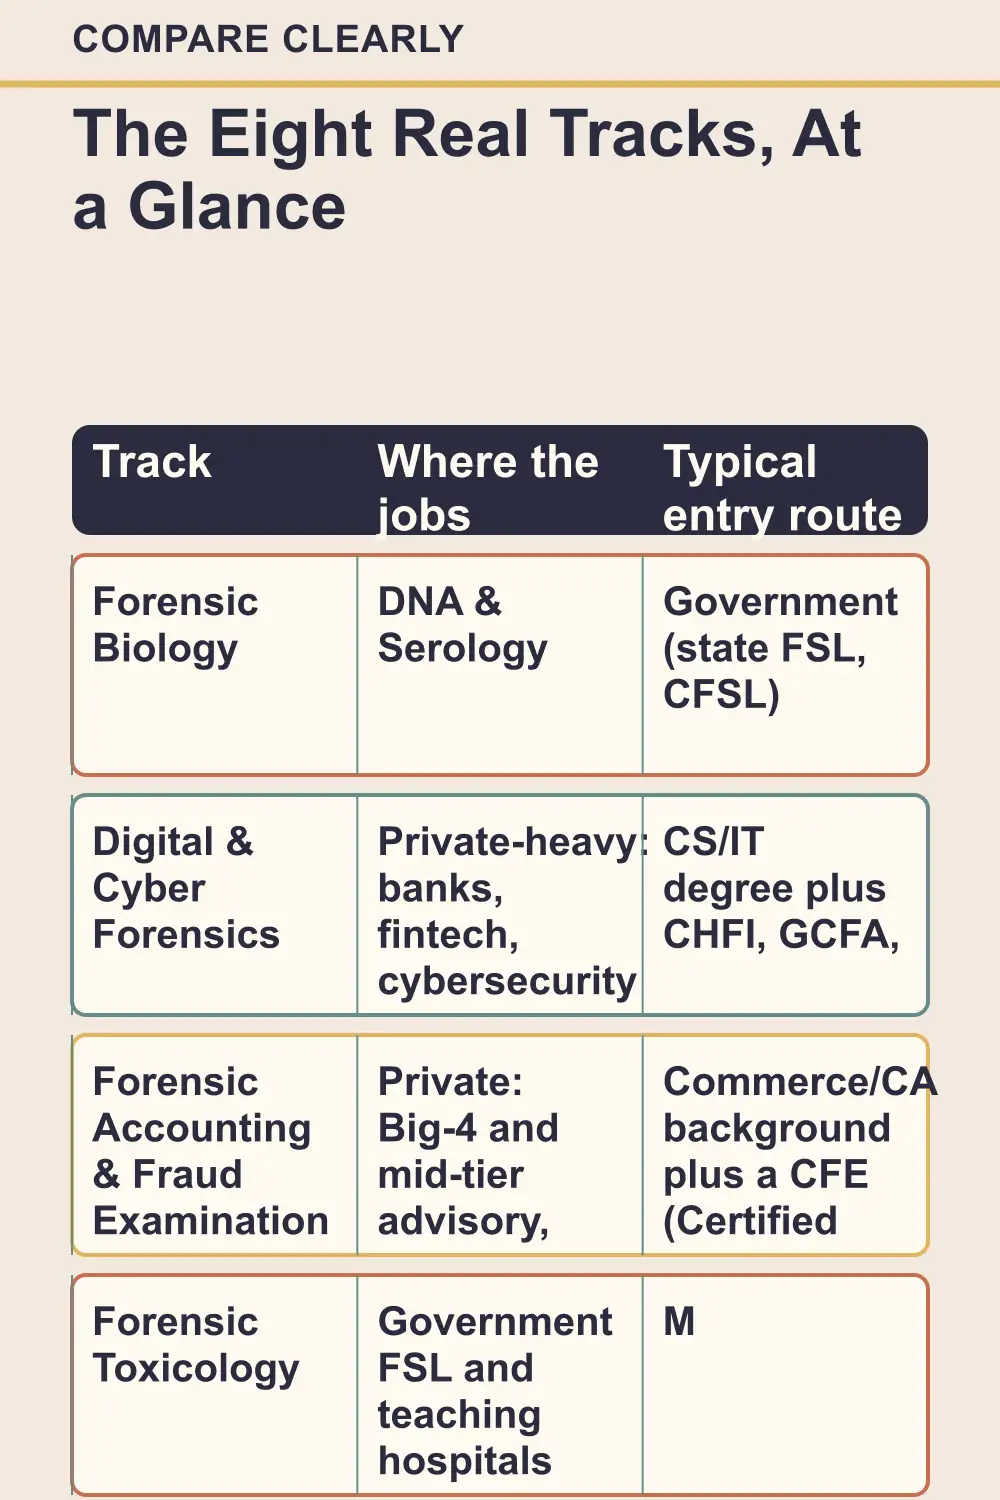 COMPARE CLEARLY
The Eight Real Tracks, At
a Glance
Track
Where the
jobs
Typical
entry route
Forensic
Biology
DNA &
Serology
Government
(state FSL,
CFSL)
Digital &
Cyber
Forensics
Private-heavy:
banks,
fintech,
cybersecurity
CS/IT
degree plus
CHFI, GCFA,
Forensic
Accounting
& Fraud
Examination
Private:
Big-4 and
mid-tier
advisory,
Commerce/CA
background
plus a CFE
(Certified
Forensic
Toxicology
Government
FSL and
teaching
hospitals
M